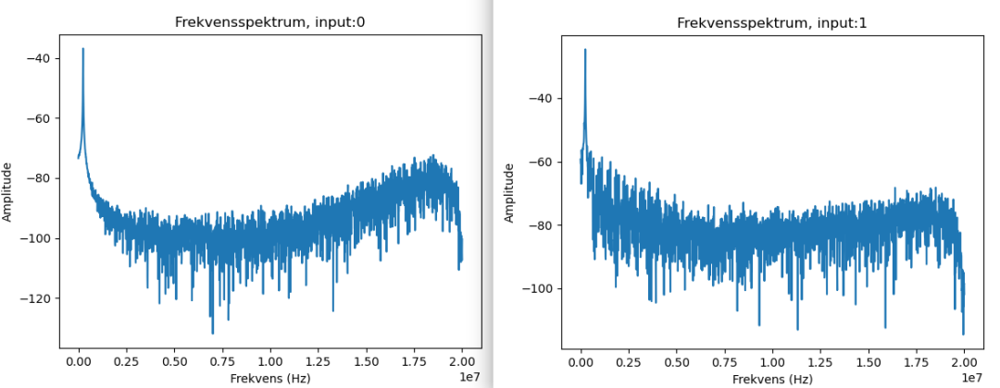 Frekvensspektrum, input:0
Amplitude
−40
−60
−80
−100
−120
0.00 0.25 0.50 0.75 1.00 1.25 1.50 1.75 2.00
1e7
Frekvens (Hz)
Frekvensspektrum, input:1
Amplitude
−40
−60
−80
−100
0.00 0.25 0.50 0.75 1.00 1.25 1.50 1.75 2.00
1e7
Frekvens (Hz)